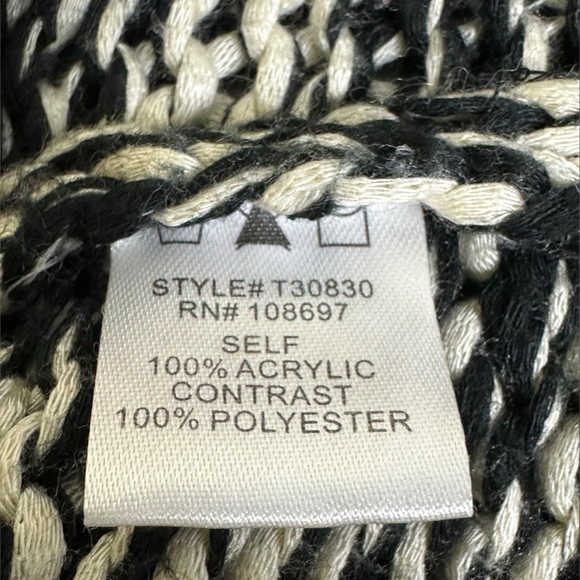 STYLE# T30830
RN# 108697
SELF
100% ACRYLIC
CONTRAST
100% POLYESTER